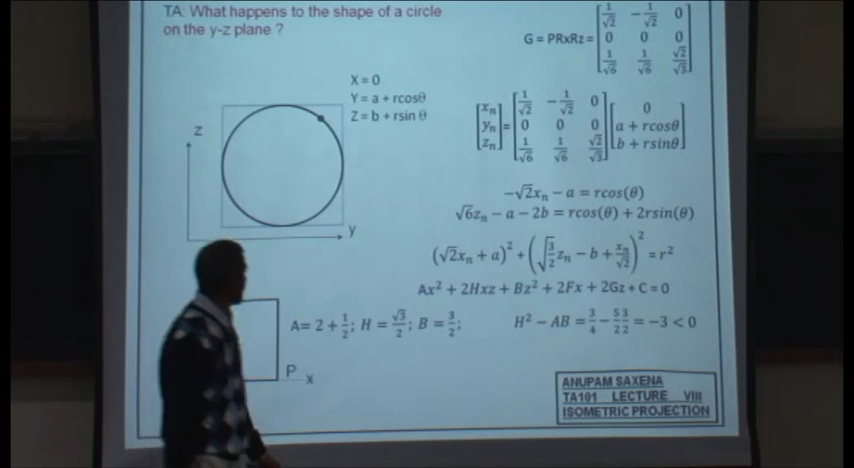 TA: What happens to the shape of a circle
on the y-z plane ?
G = PRxRz = [1/√2 -1/√2 0; 0 0 0; 1/√6 1/√6 √2/√3]
X = 0
Y = a + rcosθ
Z = b + rsin θ
[xₙ; yₙ; zₙ] = [1/√2 -1/√2 0; 0 0 0; 1/√6 1/√6 √2/√3] [0; a + rcosθ; b + rsinθ]
z
y
-√2xₙ - a = rcos(θ)
√6zₙ - a - 2b = rcos(θ) + 2rsin(θ)
(√2xₙ + a)² + (√(3/2)zₙ - b + xₙ/√2)² = r²
Ax² + 2Hxz + Bz² + 2Fx + 2Gz + C = 0
A= 2 + 1/2; H = √3/2; B = 3/2;
H² - AB = 3/4 - 53/22 = -3 < 0
P
x
ANUPAM SAXENA
TA101 LECTURE VIII
ISOMETRIC PROJECTION